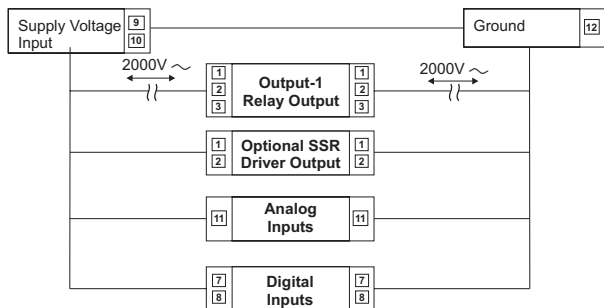 Supply Voltage
Input
9
10
Ground
12
2000V ~
2000V ~
1
2
3
Output-1
Relay Output
1
2
3
1
2
Optional SSR
Driver Output
1
2
11
Analog
Inputs
11
7
8
Digital
Inputs
7
8